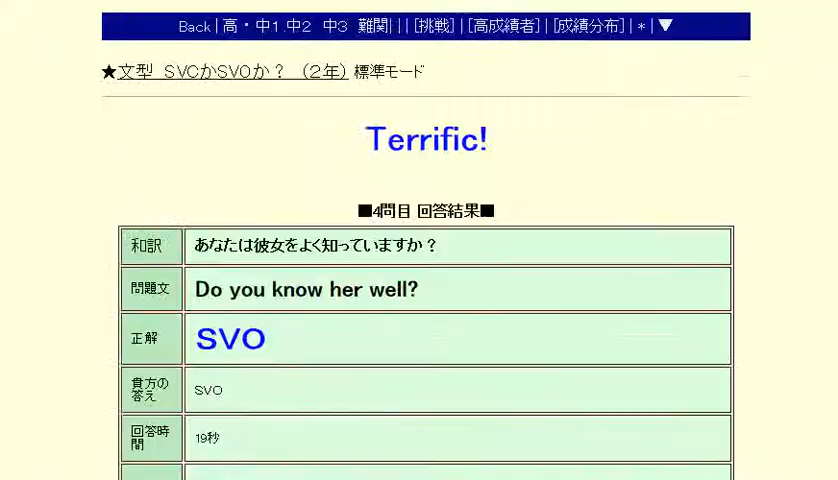 Back | 高・中1.中2 中3 難関| | | [挑戦] | [高成績者] | [成績分布] | * | ▼
★文型 SVCかSVOか？ (2年) 標準モード
Terrific!
■4問目 回答結果■
和訳 あなたは彼女をよく知っていますか？
問題文 Do you know her well?
正解 SVO
貴方の
答え SVO
回答時
間 19秒